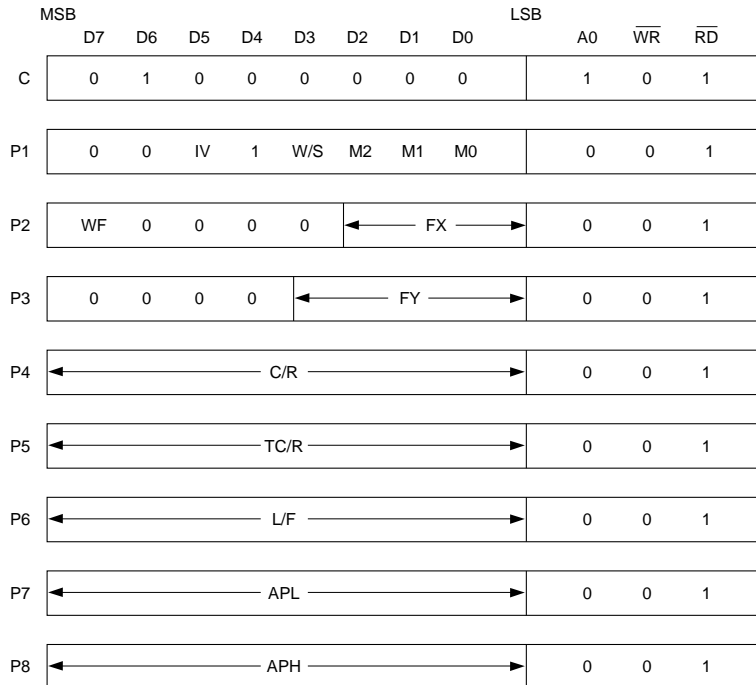 MSB LSB
D7 D6 D5 D4 D3 D2 D1 D0 A0 WR RD
C 0 1 0 0 0 0 0 0 1 0 1
P1 0 0 IV 1 W/S M2 M1 M0 0 0 1
P2 WF 0 0 0 0 FX 0 0 1
P3 0 0 0 0 FY 0 0 1
P4 C/R 0 0 1
P5 TC/R 0 0 1
P6 L/F 0 0 1
P7 APL 0 0 1
P8 APH 0 0 1